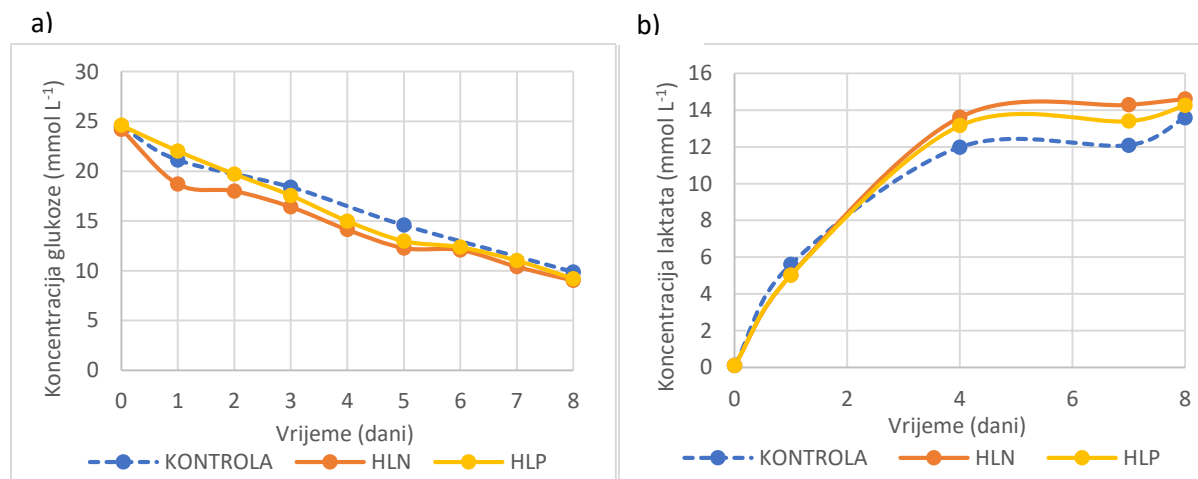 a)
Koncentracija glukoze (mmol L-1)
30
25
20
15
10
5
0
0 1 2 3 4 5 6 7 8
Vrijeme (dani)
KONTROLA HLN HLP
b)
Koncentracija laktata (mmol L-1)
16
14
12
10
8
6
4
2
0
0 2 4 6 8
Vrijeme (dani)
KONTROLA HLN HLP